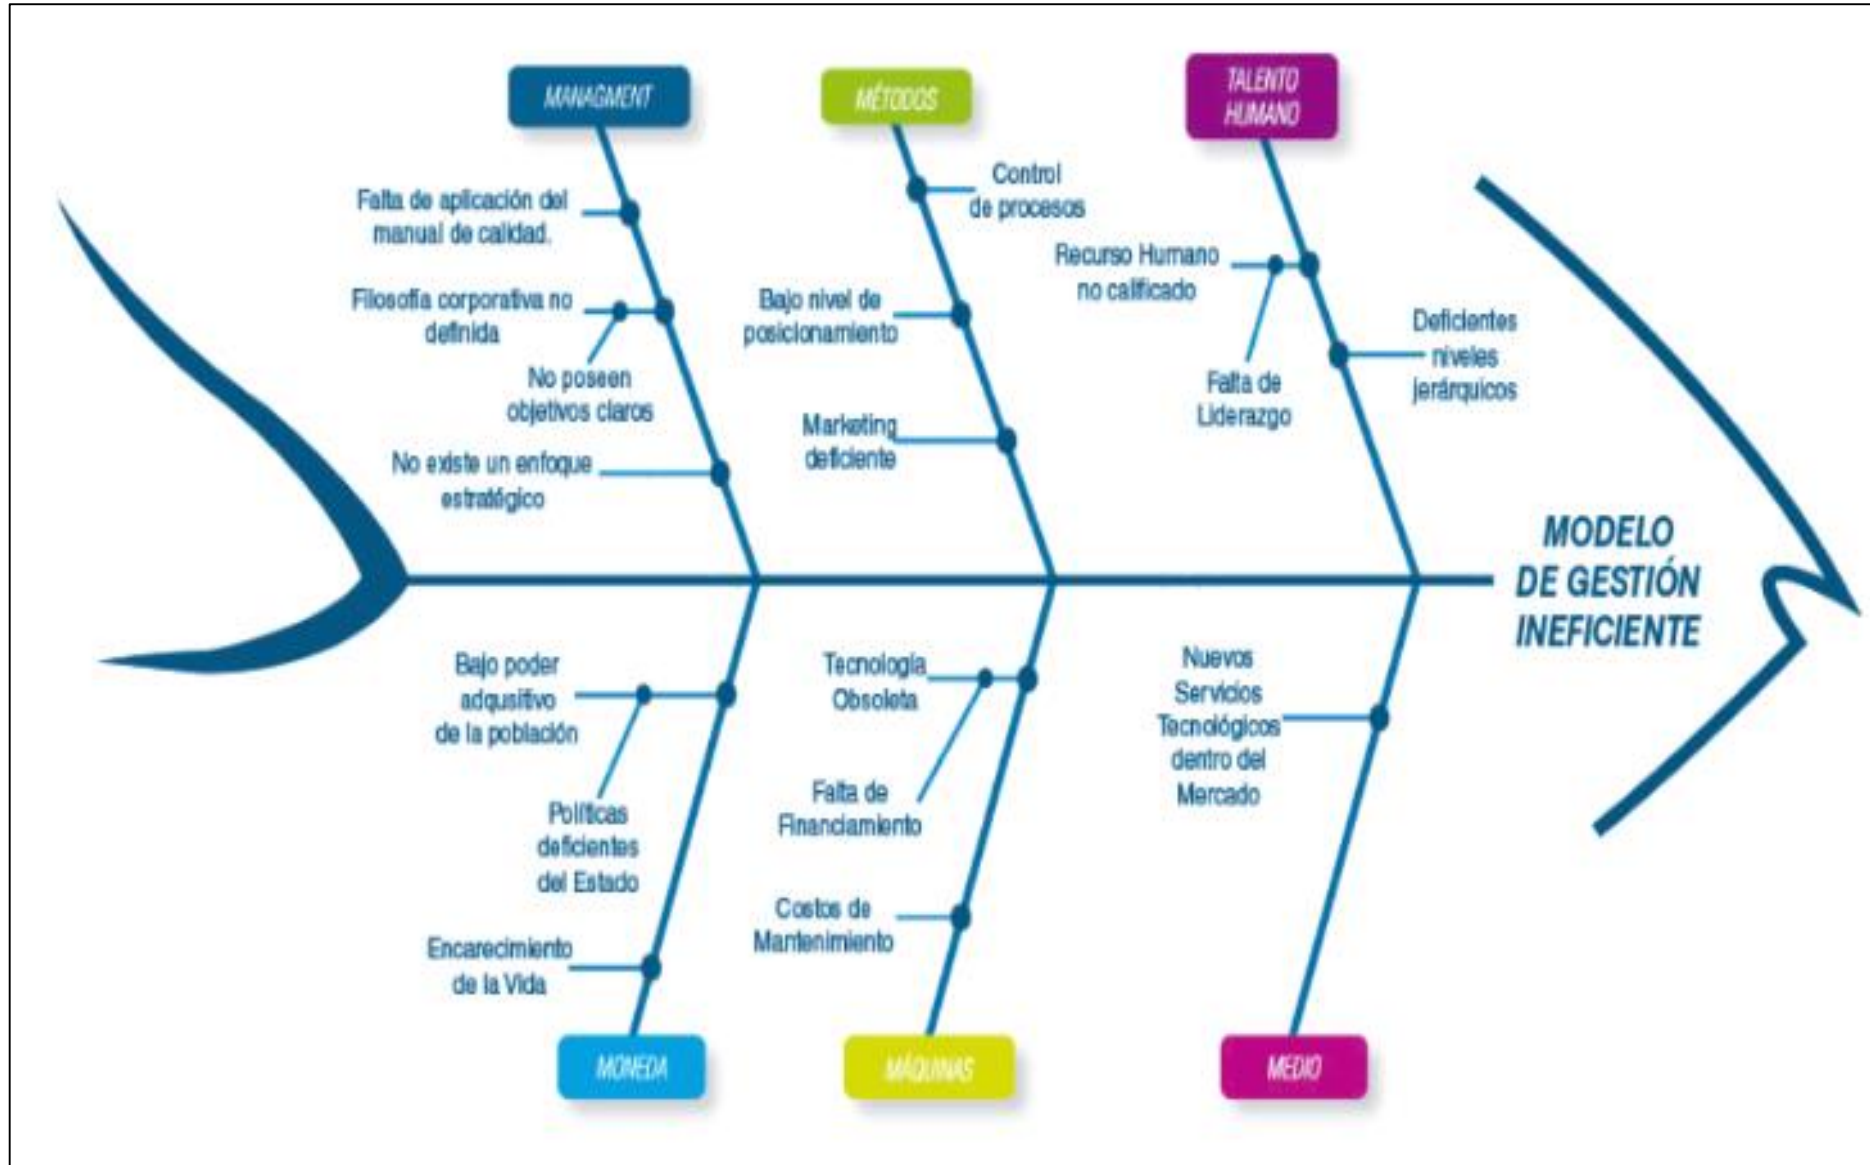 MANAGMENT
Falta de aplicación del
manual de calidad.
Filosofía corporativa no
definida
No poseen
objetivos claros
No existe un enfoque
estratégico
MÉTODOS
Control
de procesos
Bajo nivel de
posicionamiento
Marketing
deficiente
TALENTO
HUMANO
Recurso Humano
no calificado
Falta de
Liderazgo
Deficientes
niveles
jerárquicos
MODELO
DE GESTIÓN
INEFICIENTE
Bajo poder
adqusitivo
de la población
Políticas
deficientes
del Estado
Encarecimiento
de la Vida
MONEDA
Tecnología
Obsoleta
Falta de
Financiamiento
Costos de
Mantenimiento
MÁQUINAS
Nuevos
Servicios
Tecnológicos
dentro del
Mercado
MEDIO